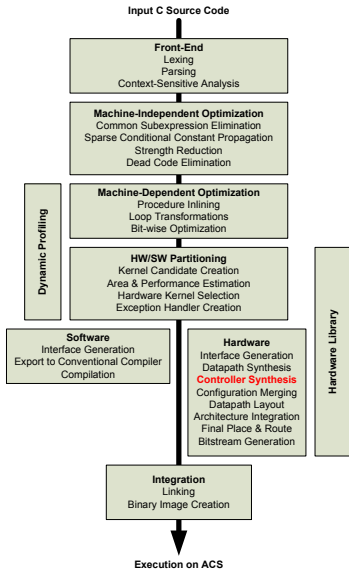 Input C Source Code
Front-End
Lexing
Parsing
Context-Sensitive Analysis
Machine-Independent Optimization
Common Subexpression Elimination
Sparse Conditional Constant Propagation
Strength Reduction
Dead Code Elimination
Dynamic Profiling
Machine-Dependent Optimization
Procedure Inlining
Loop Transformations
Bit-wise Optimization
HW/SW Partitioning
Kernel Candidate Creation
Area & Performance Estimation
Hardware Kernel Selection
Exception Handler Creation
Hardware Library
Software
Interface Generation
Export to Conventional Compiler
Compilation
Hardware
Interface Generation
Datapath Synthesis
Controller Synthesis
Configuration Merging
Datapath Layout
Architecture Integration
Final Place & Route
Bitstream Generation
Integration
Linking
Binary Image Creation
Execution on ACS